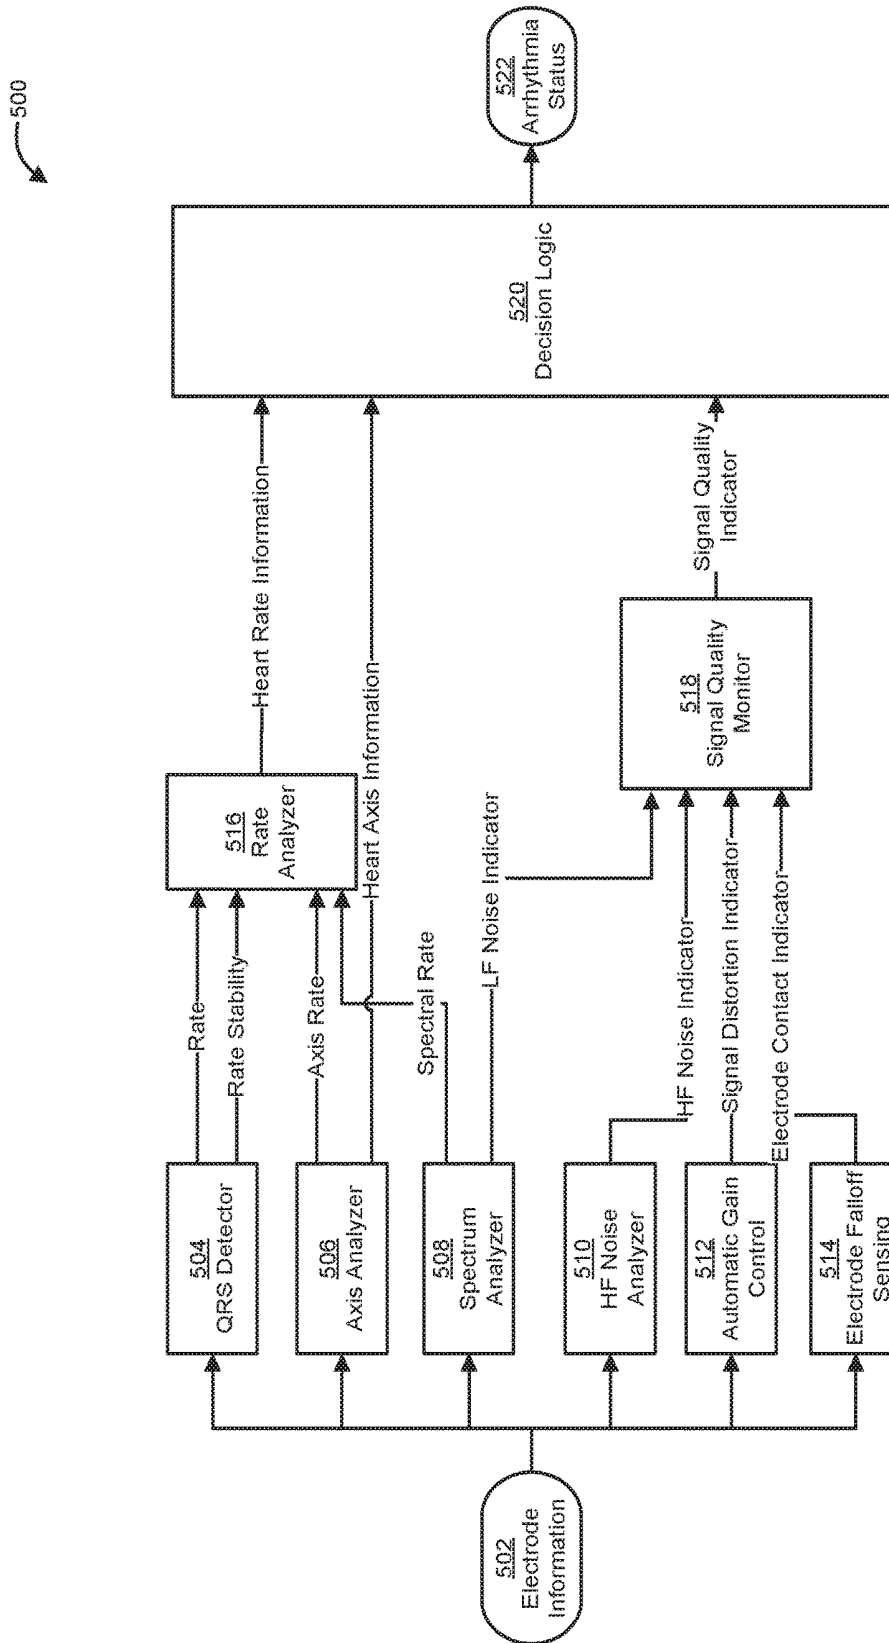 500
502
Electrode
Information
504
QRS Detector
506
Axis Analyzer
508
Spectrum
Analyzer
510
HF Noise
Analyzer
512
Automatic Gain
Control
514
Electrode Falloff
Sensing
Rate
Rate Stability
Axis Rate
Spectral Rate
LF Noise Indicator
HF Noise Indicator
Signal Distortion Indicator
Electrode Contact Indicator
516
Rate
Analyzer
518
Signal Quality
Monitor
Heart Rate Information
Heart Axis Information
Signal Quality
Indicator
520
Decision Logic
522
Arrhythmia
Status